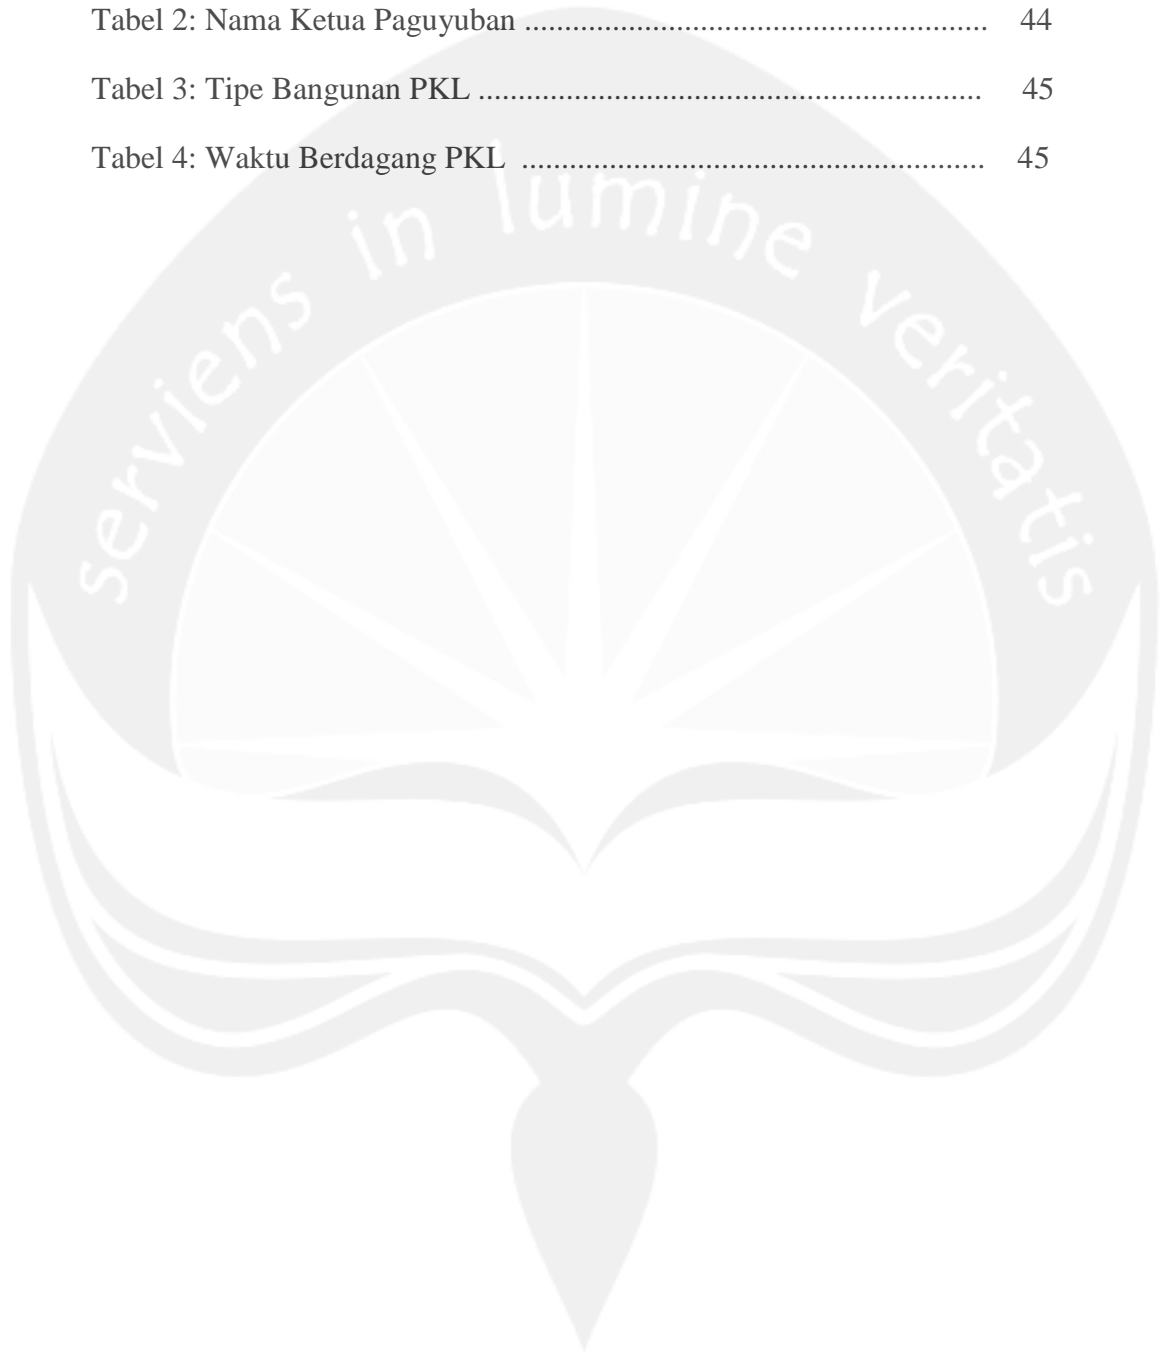 Tabel 2: Nama Ketua Paguyuban .......................................................... 44
Tabel 3: Tipe Bangunan PKL ............................................................... 45
Tabel 4: Waktu Berdagang PKL .......................................................... 45
serviens in lumine veritatis